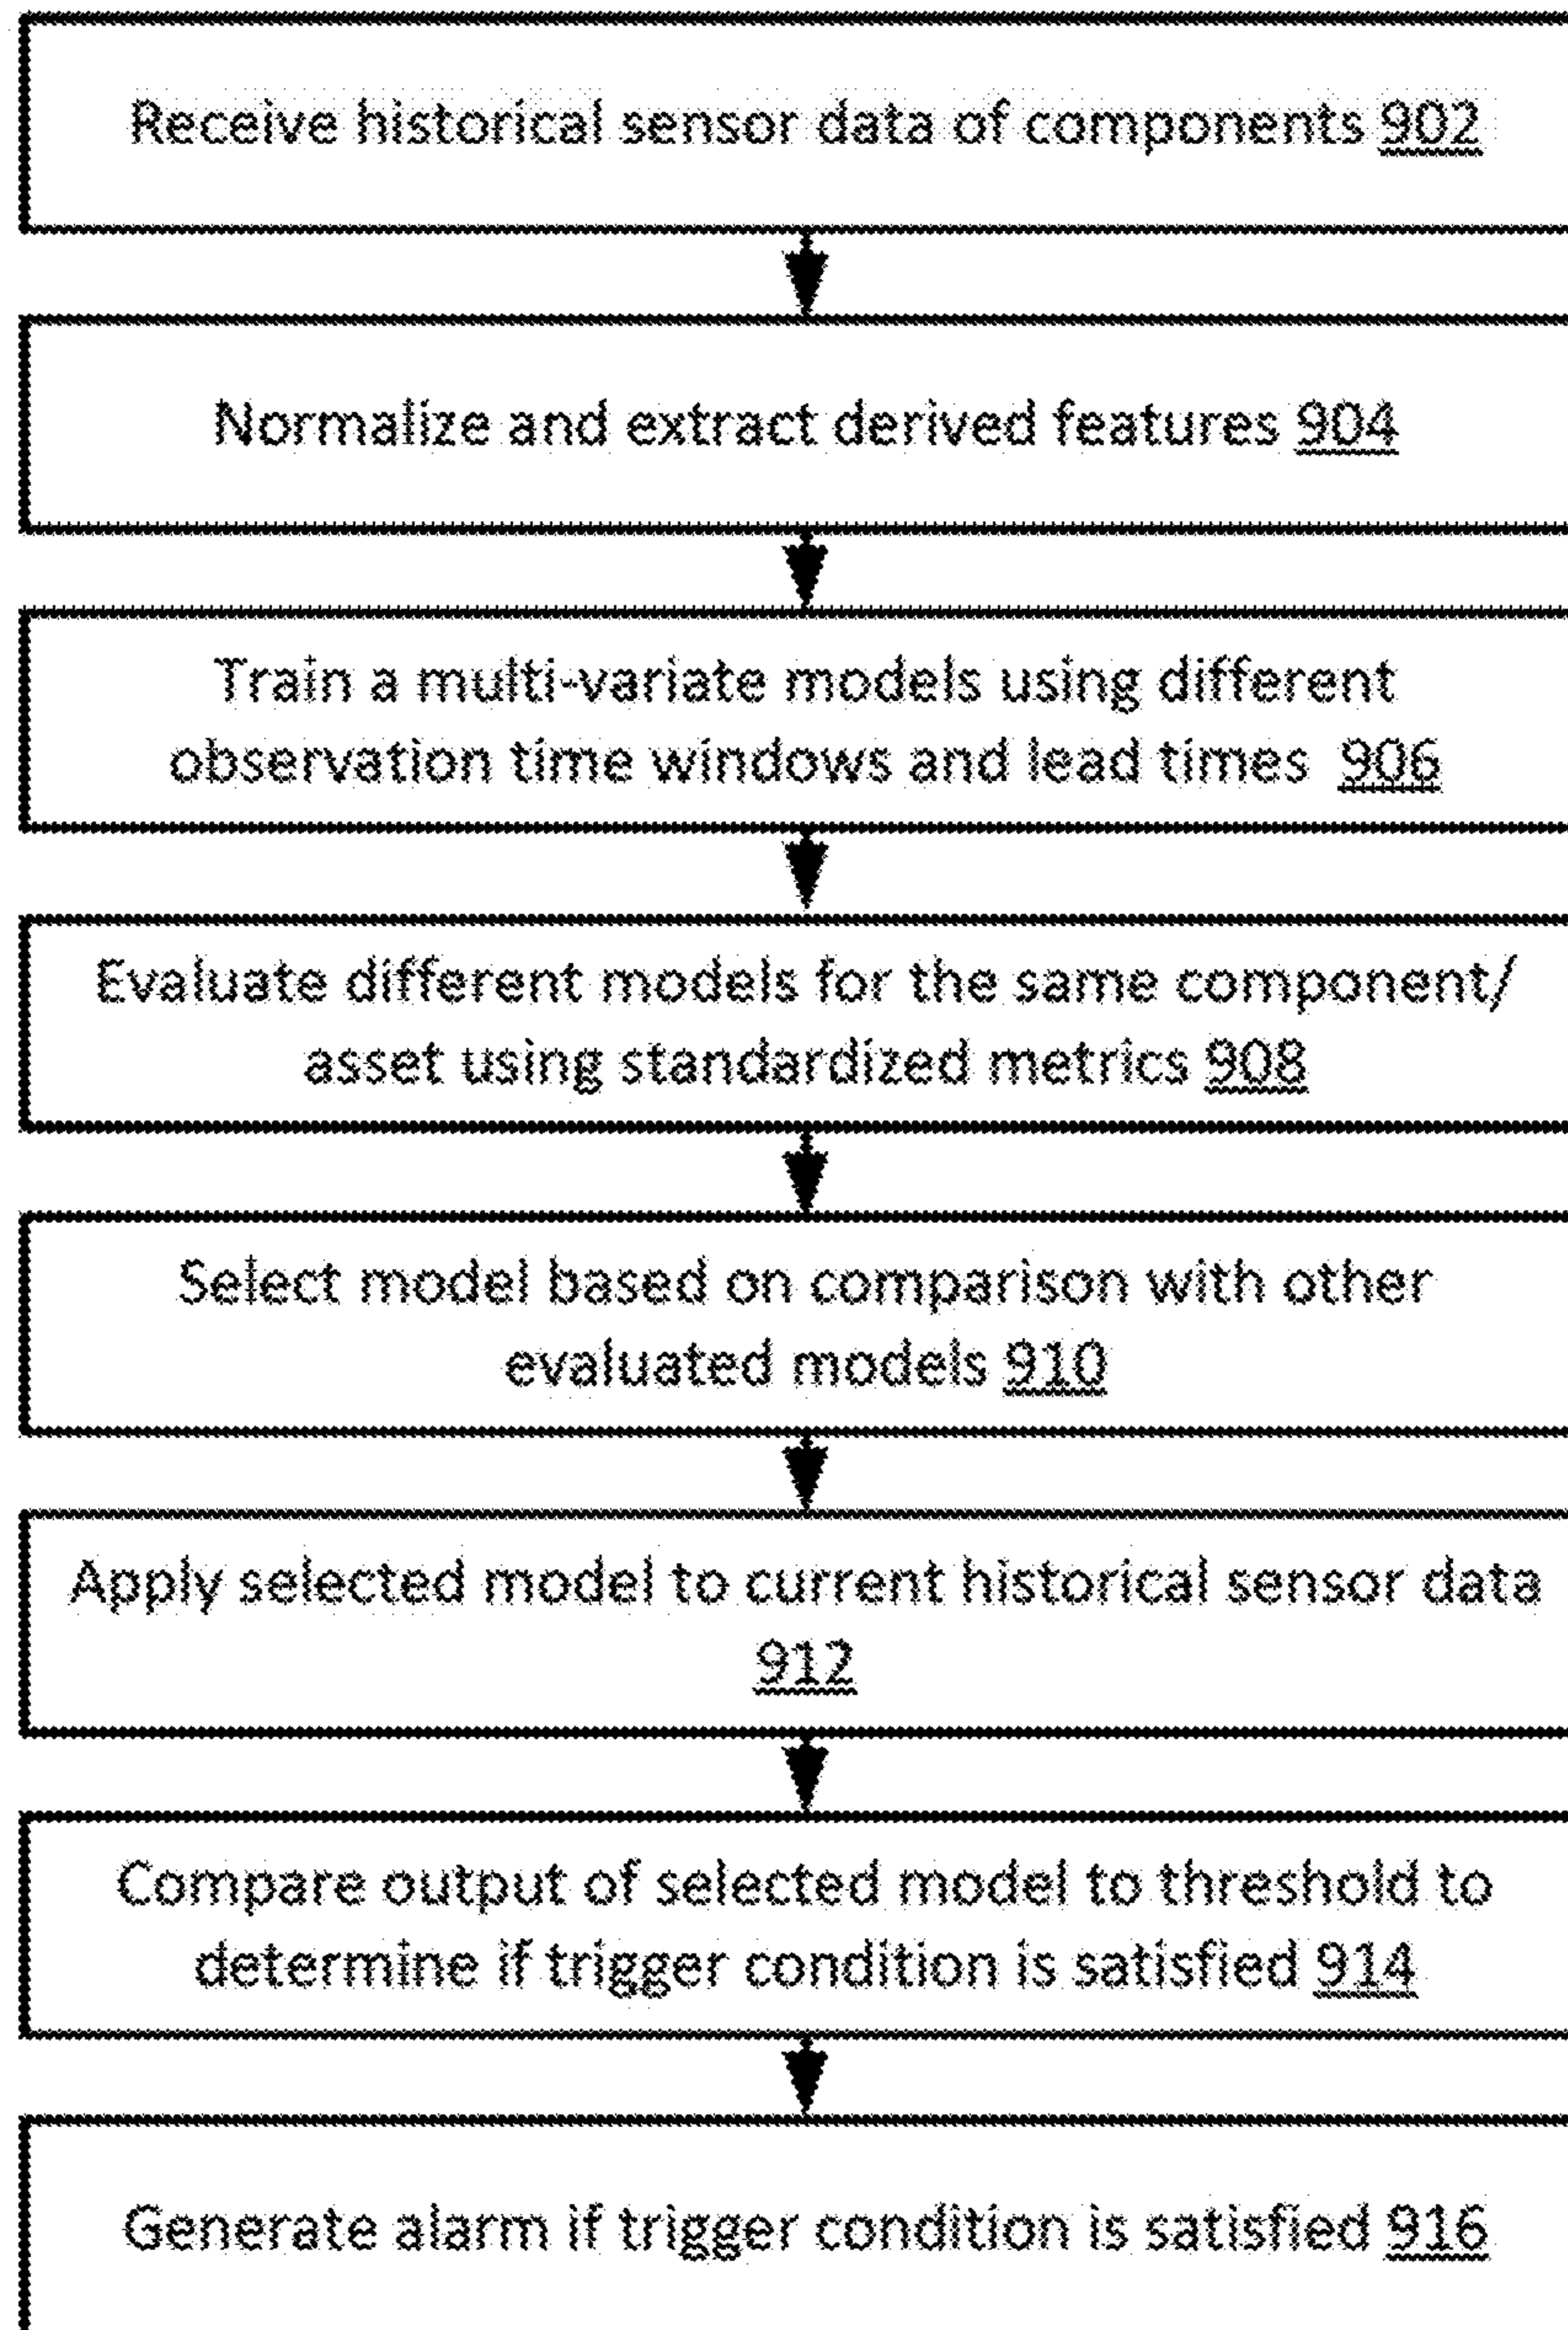 Receive historical sensor data of components 902
Normalize and extract derived features 904
Train a multi-variate models using different
observation time windows and lead times 906
Evaluate different models for the same component/
asset using standardized metrics 908
Select model based on comparison with other
evaluated models 910
Apply selected model to current historical sensor data
912
Compare output of selected model to threshold to
determine if trigger condition is satisfied 914
Generate alarm if trigger condition is satisfied 916